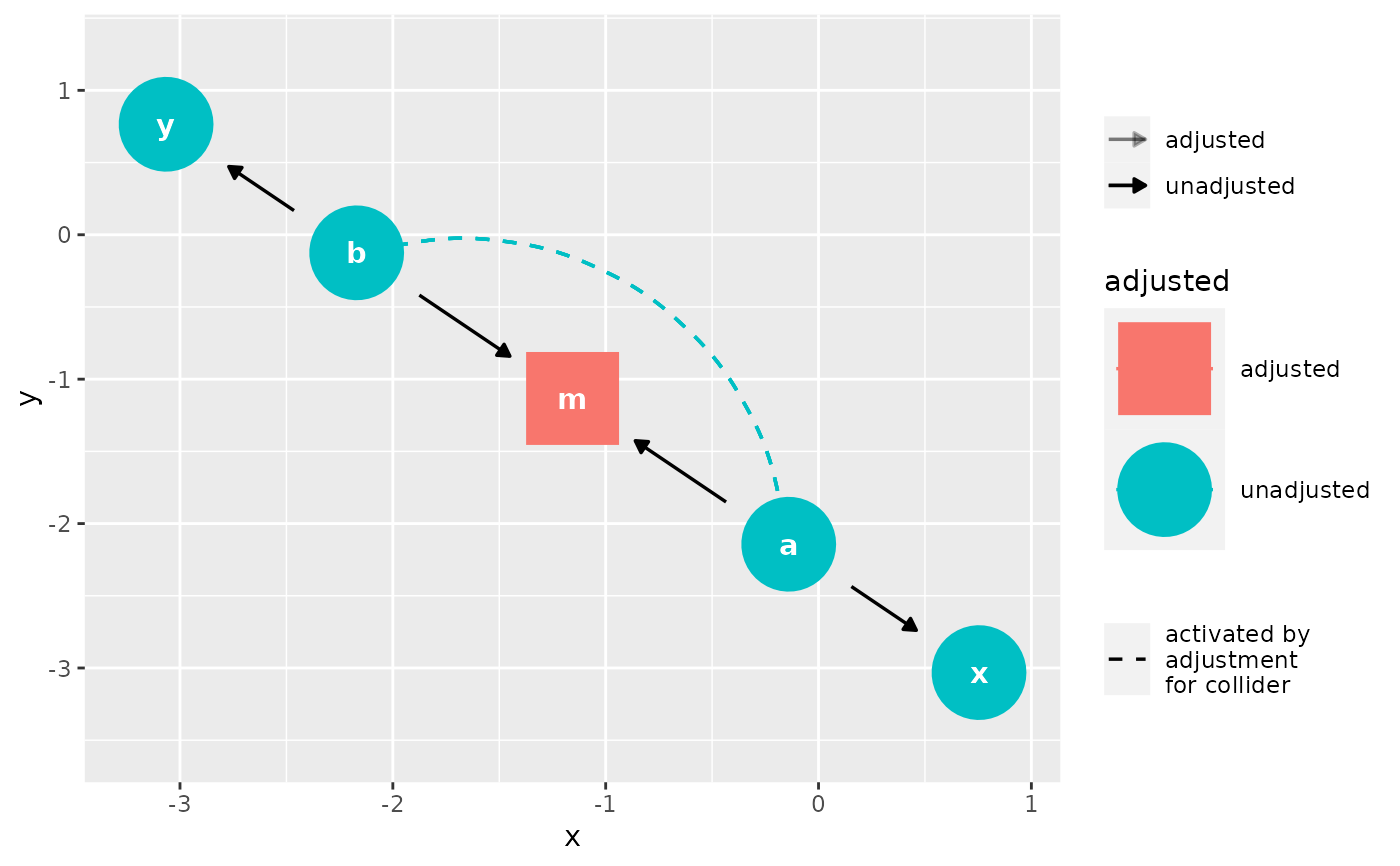 1
0
-1
-2
-3
y
y
b
m
a
x
-3
-2
-1
0
1
x
adjusted
unadjusted
adjusted
adjusted
unadjusted
activated by
adjustment
for collider